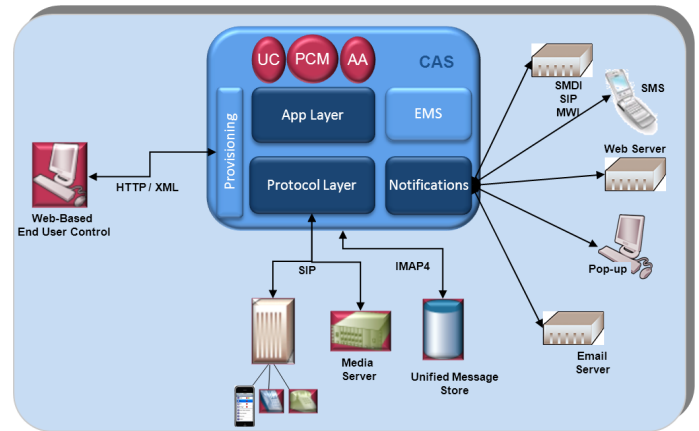 UC
PCM
AA
CAS
Provisioning
App Layer
EMS
Protocol Layer
Notifications
SMDI
SIP
MWI
SMS
Web Server
HTTP / XML
Web-Based
End User Control
Pop-up
SIP
IMAP4
Media
Server
Unified Message
Store
Email
Server